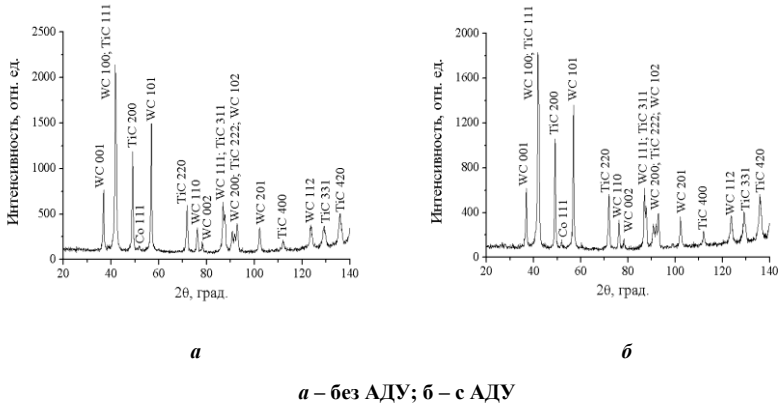 Интенсивность, отн. ед.
2500
2000
1500
1000
500
0
WC 001
WC 100; TiC 111
TiC 200
Co 111
WC 101
TiC 220
WC 110
WC 002
WC 111; TiC 311
WC 200; TiC 222; WC 102
WC 201
TiC 400
WC 112
TiC 331
TiC 420
20 40 60 80 100 120 140
2θ, град.
а
Интенсивность, отн. ед.
2000
1600
1200
800
400
0
WC 001
WC 100; TiC 111
TiC 200
Co 111
WC 101
TiC 220
WC 110
WC 002
WC 111; TiC 311
WC 200; TiC 222; WC 102
WC 201
TiC 400
WC 112
TiC 331
TiC 420
20 40 60 80 100 120 140
2θ, град.
б
а – без АДУ; б – с АДУ